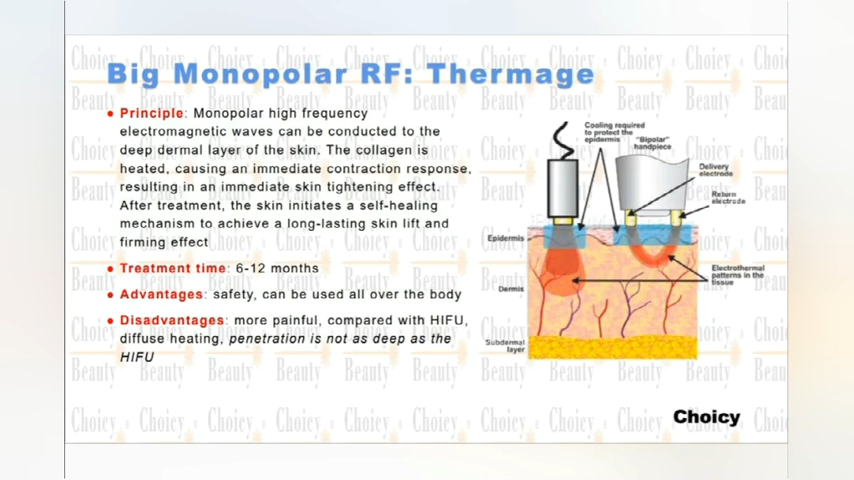 Big Monopolar RF: Thermage
• Principle: Monopolar high frequency
electromagnetic waves can be conducted to the
deep dermal layer of the skin. The collagen is
heated, causing an immediate contraction response,
resulting in an immediate skin tightening effect.
After treatment, the skin initiates a self-healing
mechanism to achieve a long-lasting skin lift and
firming effect
• Treatment time: 6-12 months
• Advantages: safety, can be used all over the body
• Disadvantages: more painful, compared with HIFU,
diffuse heating, penetration is not as deep as the
HIFU
Cooling required
to protect the
epidermis
"Bipolar"
handpiece
Delivery
electrode
Return
electrode
Epidermis
Electrothermal
patterns in the
tissue
Dermis
Subdermal
layer
Choicy
Choicy
Beauty